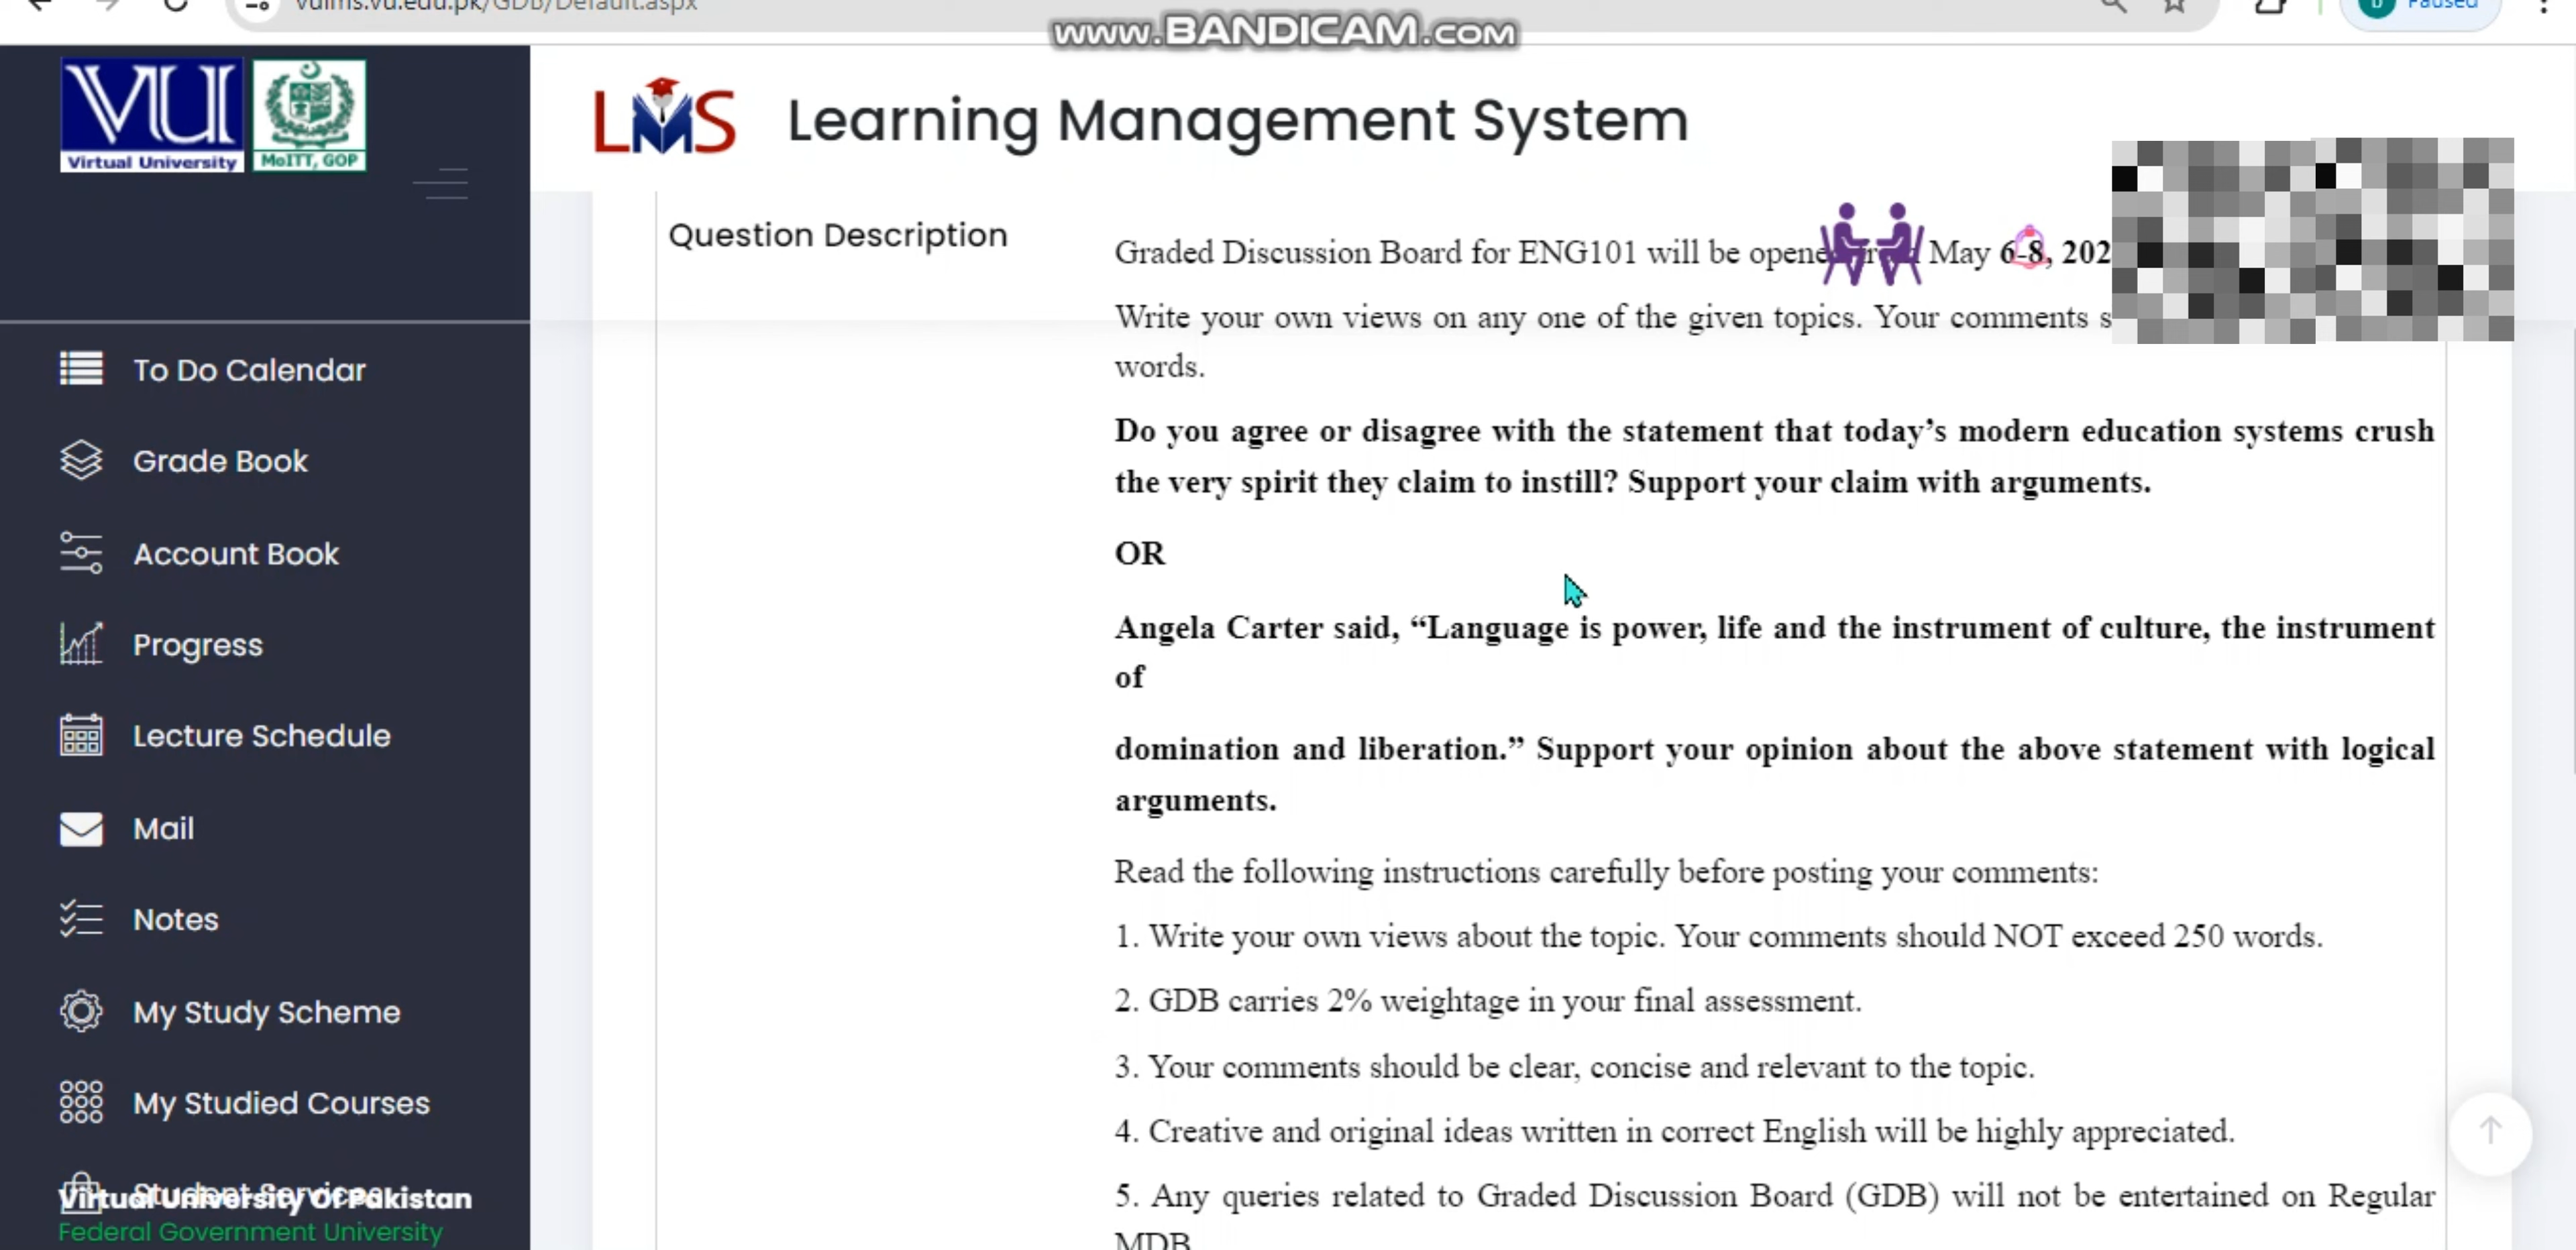 vulms.vu.edu.pk/GDB/Default.aspx
Paused
www.BANDICAM.com
VU
Virtual University
MoITT, GOP
LMS
Learning Management System
To Do Calendar
Grade Book
Account Book
Progress
Lecture Schedule
Mail
Notes
My Study Scheme
My Studied Courses
Student Services
Virtual University Of Pakistan
Federal Government University
Question Description
Graded Discussion Board for ENG101 will be opened May 6-8, 202
Write your own views on any one of the given topics. Your comments s
words.
Do you agree or disagree with the statement that today’s modern education systems crush
the very spirit they claim to instill? Support your claim with arguments.
OR
Angela Carter said, “Language is power, life and the instrument of culture, the instrument
of
domination and liberation.” Support your opinion about the above statement with logical
arguments.
Read the following instructions carefully before posting your comments:
1. Write your own views about the topic. Your comments should NOT exceed 250 words.
2. GDB carries 2% weightage in your final assessment.
3. Your comments should be clear, concise and relevant to the topic.
4. Creative and original ideas written in correct English will be highly appreciated.
5. Any queries related to Graded Discussion Board (GDB) will not be entertained on Regular
MDB